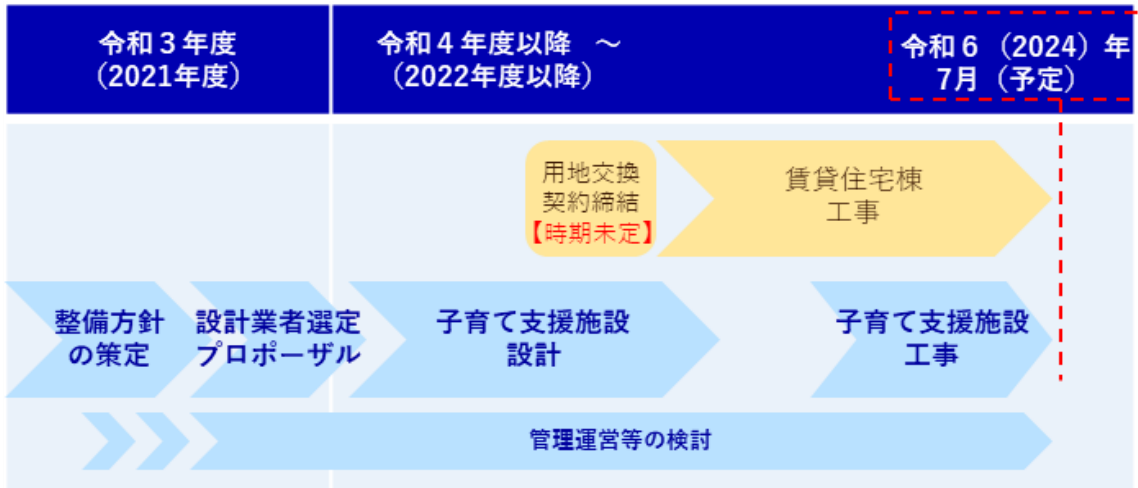 令和３年度
（2021年度）
令和４年度以降　～
（2022年度以降）
令和６（2024）年
7月（予定）
用地交換
契約締結
【時期未定】
賃貸住宅棟
工事
整備方針
の策定
設計業者選定
プロポーザル
子育て支援施設
設計
子育て支援施設
工事
管理運営等の検討